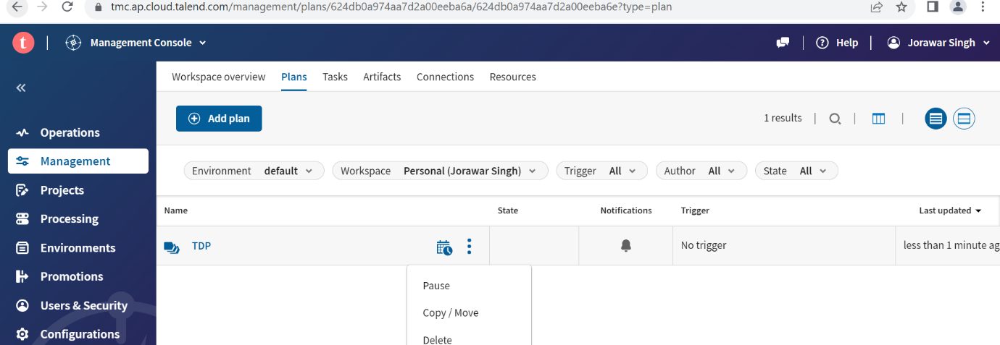 tmc.ap.cloud.talend.com/management/plans/624db0a974aa7d2a00eeba6a/624db0a974aa7d2a00eeba6e?type=plan
t Management Console Help Jorawar Singh
Workspace overview Plans Tasks Artifacts Connections Resources
Add plan 1 results
Operations
Management
Projects
Processing
Environments
Promotions
Users & Security
Configurations
Environment default Workspace Personal (Jorawar Singh) Trigger All Author All State All
Name State Notifications Trigger Last updated
TDP No trigger less than 1 minute ag
Pause
Copy / Move
Delete